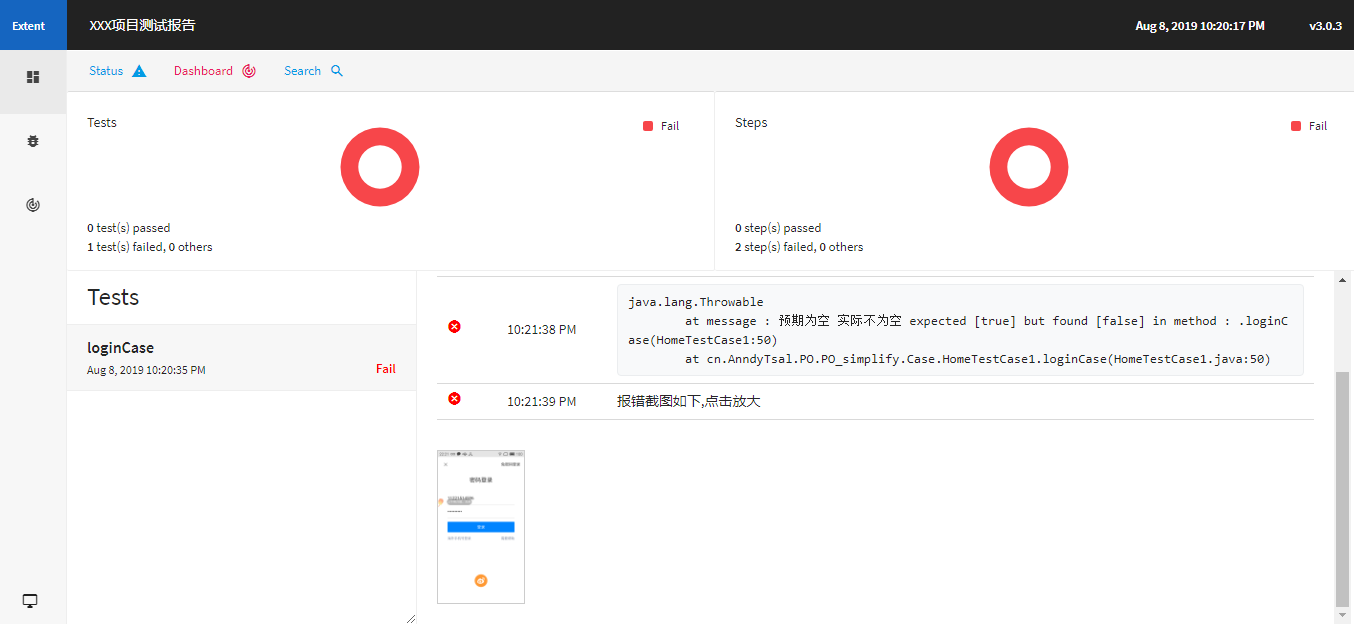 Extent
XXX项目测试报告
Aug 8, 2019 10:20:17 PM
v3.0.3
Status
Dashboard
Search
Tests
Fail
0 test(s) passed
1 test(s) failed, 0 others
Steps
Fail
0 step(s) passed
2 step(s) failed, 0 others
Tests
loginCase
Aug 8, 2019 10:20:35 PM
Fail
10:21:38 PM
java.lang.Throwable
at message : 预期为空 实际不为空 expected [true] but found [false] in method : .loginC
ase(HomeTestCase1:50)
at cn.AnndyTsal.PO.PO_simplify.Case.HomeTestCase1.loginCase(HomeTestCase1.java:50)
10:21:39 PM
报错截图如下,点击放大
密码登录
登录